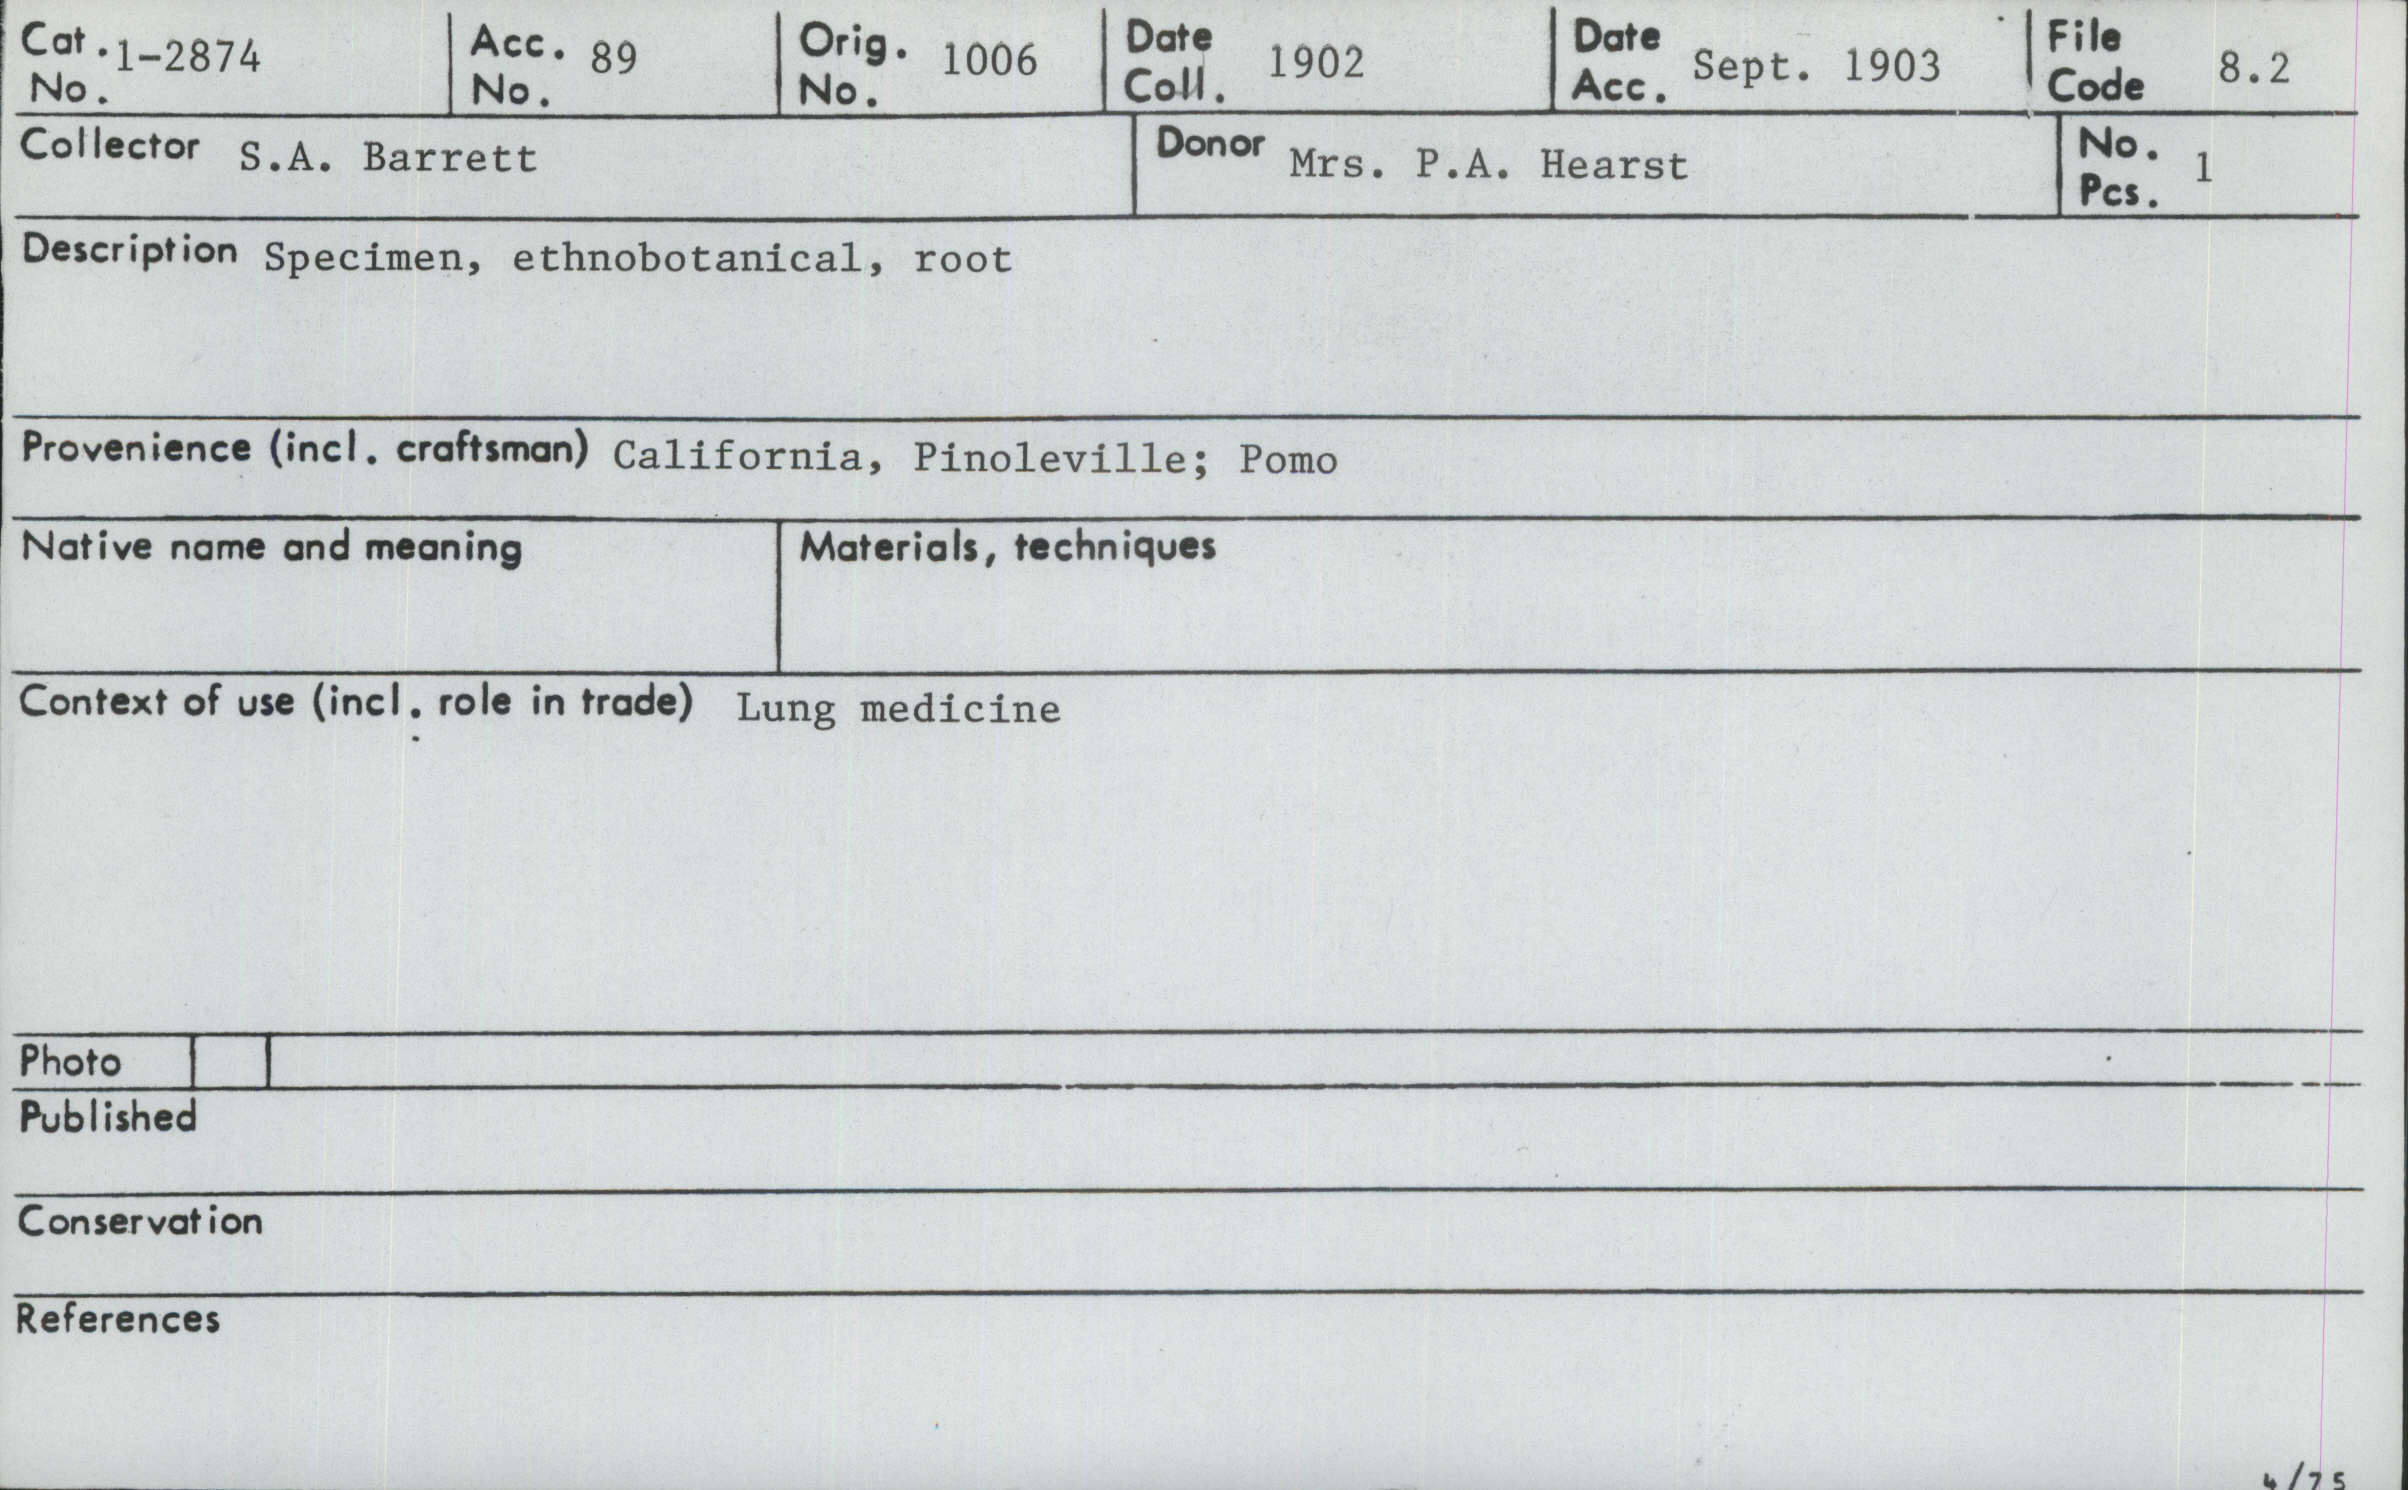 Cat. No. 1-2874 Acc. No. 89 Orig. No. 1006 Date Coll. 1902 Date Acc. Sept. 1903 File Code 8.2
Collector S.A. Barrett Donor Mrs. P.A. Hearst No. Pcs. 1
Description Specimen, ethnobotanical, root
Provenience (incl. craftsman) California, Pinoleville; Pomo
Native name and meaning Materials, techniques
Context of use (incl. role in trade) Lung medicine
Photo
Published
Conservation
References
4/75